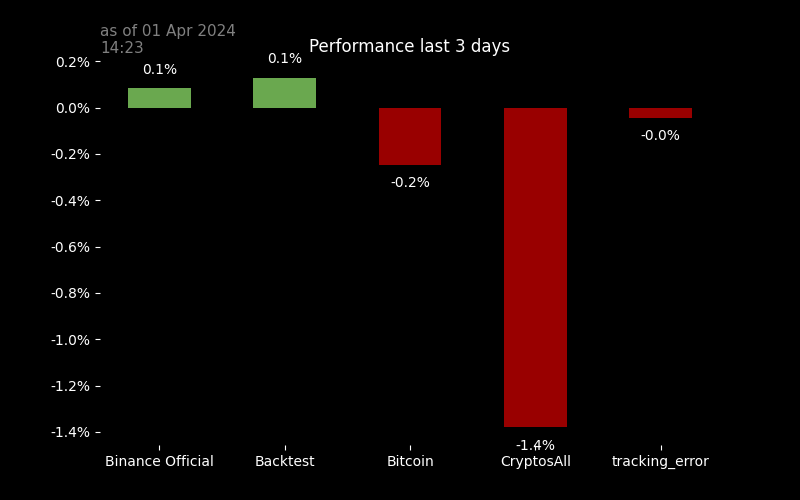 as of 01 Apr 2024
14:23
Performance last 3 days
0.2%
0.0%
-0.2%
-0.4%
-0.6%
-0.8%
-1.0%
-1.2%
-1.4%
0.1%
0.1%
-0.2%
-1.4%
-0.0%
Binance Official
Backtest
Bitcoin
CryptosAll
tracking_error